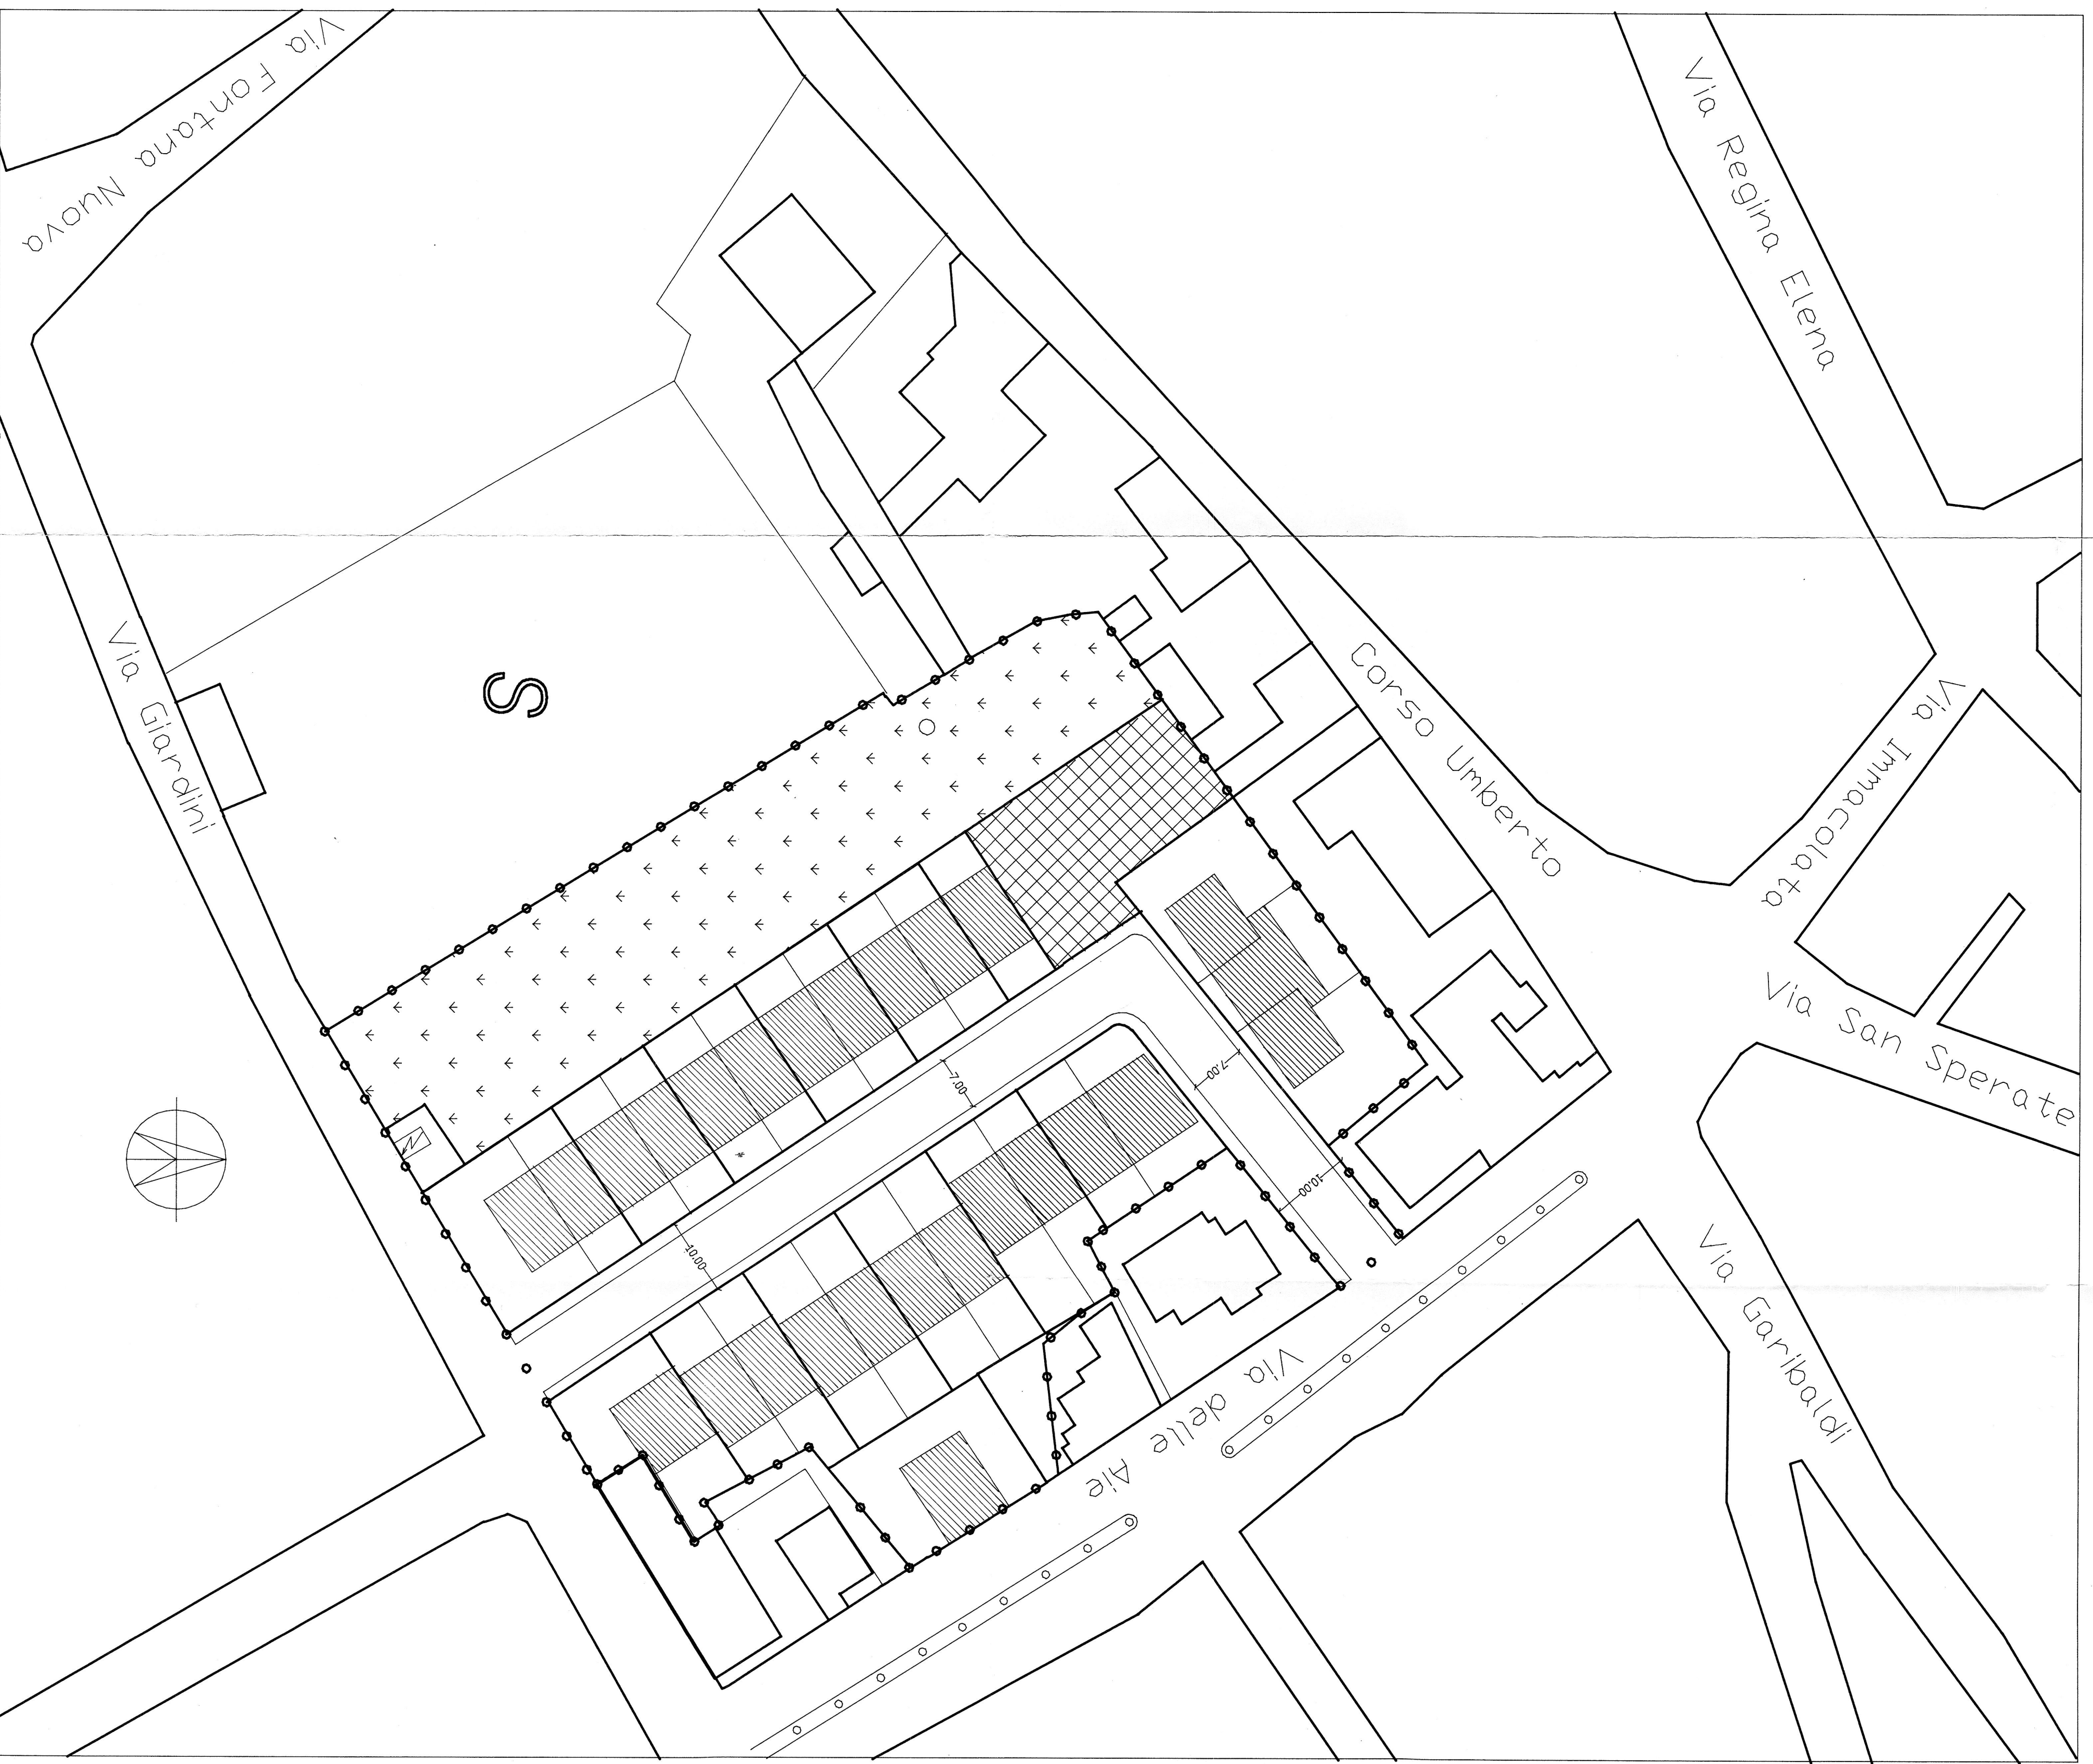 Via Fontana Nuova
Via Regina Elena
S
Via Giardini
Corso Umberto
Via Immacolata
Via San Sperate
7.00
7.00
10.00
10.00
Via delle Aie
Via Garibaldi